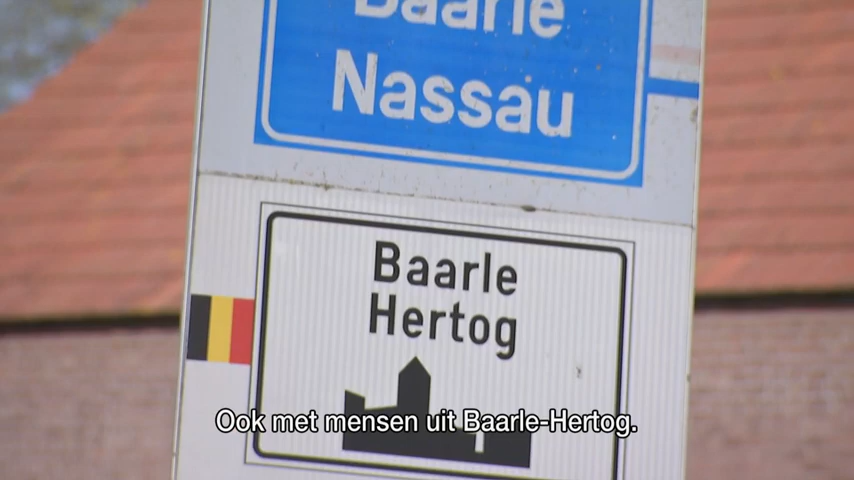 Baarle
Nassau
Baarle
Hertog
Ook met mensen uit Baarle-Hertog.